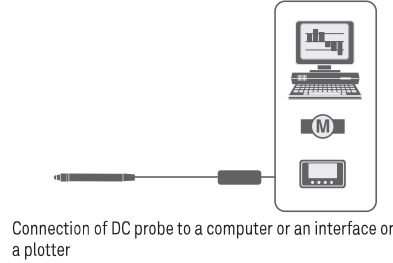 M
Connection of DC probe to a computer or an interface or
a plotter